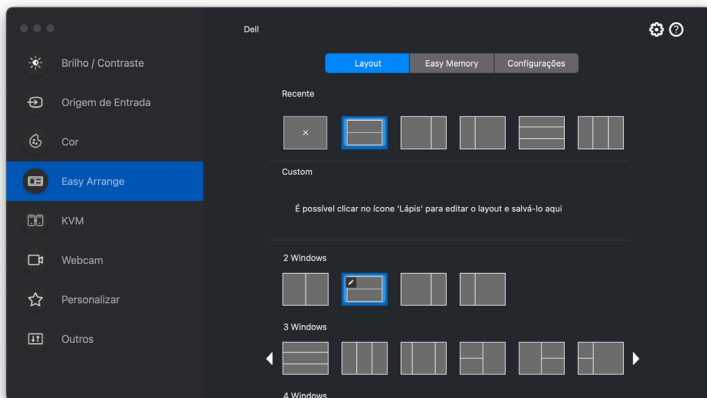 Dell
Brilho / Contraste
Origem de Entrada
Cor
Easy Arrange
KVM
Webcam
Personalizar
Outros
Layout
Easy Memory
Configurações
Recente
Custom
É possível clicar no ícone 'Lápis' para editar o layout e salvá-lo aqui
2 Windows
3 Windows
4 Windows